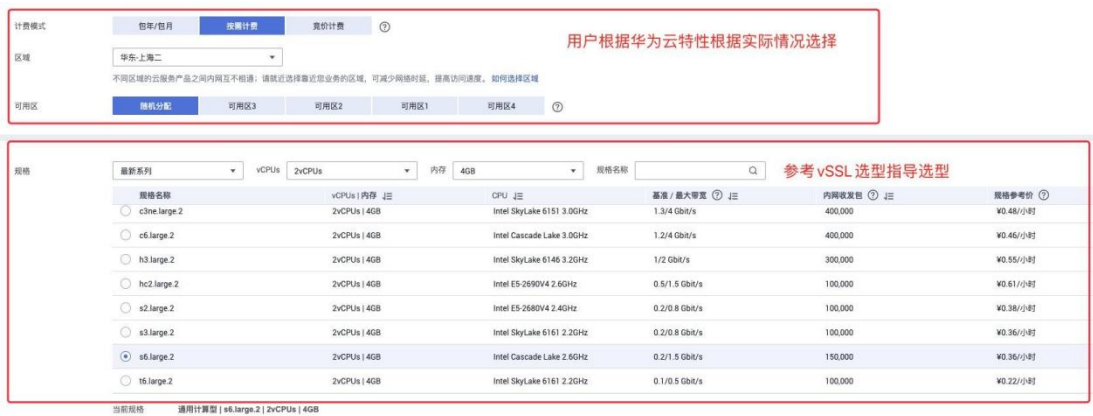 计费模式 包年/包月 按需计费 竞价计费 ?
用户根据华为云特性根据实际情况选择
区域 华东-上海二
不同区域的云服务产品之间内网互不相通；请就近选择靠近您业务的区域，可减少网络时延，提高访问速度。 如何选择区域
可用区 随机分配 可用区3 可用区2 可用区1 可用区4 ?
规格 最新系列 vCPUs 2vCPUs 内存 4GB 规格名称 参考vSSL选型指导选型
规格名称 vCPUs | 内存 CPU 基准 / 最大带宽 ? 内网收发包 ? 规格参考价 ?
c3ne.large.2 2vCPUs | 4GB Intel SkyLake 6151 3.0GHz 1.3/4 Gbit/s 400,000 ¥0.48/小时
c6.large.2 2vCPUs | 4GB Intel Cascade Lake 3.0GHz 1.2/4 Gbit/s 400,000 ¥0.46/小时
h3.large.2 2vCPUs | 4GB Intel SkyLake 6146 3.2GHz 1/2 Gbit/s 300,000 ¥0.55/小时
hc2.large.2 2vCPUs | 4GB Intel E5-2690V4 2.6GHz 0.5/1.5 Gbit/s 100,000 ¥0.61/小时
s2.large.2 2vCPUs | 4GB Intel E5-2680V4 2.4GHz 0.2/0.8 Gbit/s 100,000 ¥0.38/小时
s3.large.2 2vCPUs | 4GB Intel SkyLake 6161 2.2GHz 0.2/0.8 Gbit/s 100,000 ¥0.36/小时
s6.large.2 2vCPUs | 4GB Intel Cascade Lake 2.6GHz 0.2/1.5 Gbit/s 150,000 ¥0.36/小时
t6.large.2 2vCPUs | 4GB Intel SkyLake 6161 2.2GHz 0.1/0.5 Gbit/s 100,000 ¥0.22/小时
当前规格 通用计算型 | s6.large.2 | 2vCPUs | 4GB